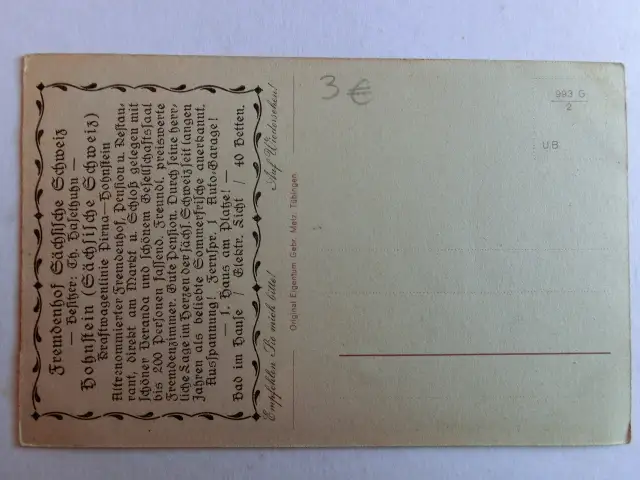 Fremdenhof Sächsische Schweiz
— Besitzer: Th. Haselhuhn —
Hohnstein (Sächsische Schweiz)
Kraftwagenlinie Pirna—Hohnstein
Altrenommierter Fremdenhof, Pension u. Restau-
rant, direkt am Markt u. Schloß gelegen mit
schöner Veranda und schönem Gesellschaftssaal
bis 200 Personen fassend. Freundl. preiswerte
Fremdenzimmer. Gute Pension. Durch seine herr-
liche Lage im Herzen der sächs. Schweiz seit langen
Jahren als beliebte Sommerfrische anerkannt.
Ausspannung! Fernspr. 1 Auto-Garage!
— 1. Haus am Platze! —
Bad im Hause / Elektr. Licht / 40 Betten.
Empfehlen Sie mich bitte! Auf Wiedersehen!
Original Eigentum Gebr. Metz, Tübingen.
3 €
993 G
2
U.B.